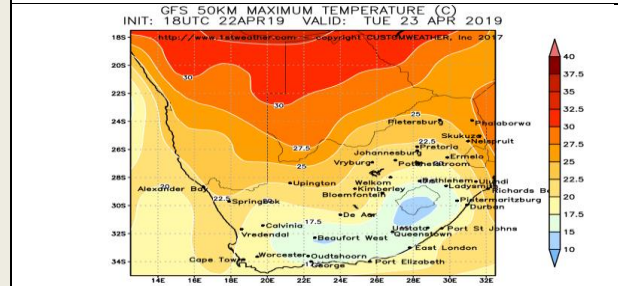 GFS 50KM MAXIMUM TEMPERATURE (C)
INIT: 18UTC 22APR19 VALID: TUE 23 APR 2019
http://www.1stweather.com -- copyright CUSTOMWEATHER, Inc 2017
18S
20S
22S
24S
26S
28S
30S
32S
34S
14E
16E
18E
20E
22E
24E
26E
28E
30E
32E
40
37.5
35
32.5
30
27.5
25
22.5
20
17.5
15
10
30
30
27.5
25
25
22.5
20
22.5
20
17.5
Pietersburg
Phalaborwa
Skukuza
Nelspruit
Pretoria
Johannesburg
Ermelo
Vryburg
Potchefstroom
Upington
Welkom
Kimberley
Bethlehem
Ulundi
Ladysmith
Richards B
Bloemfontein
Alexander Bay
Springbok
Pietermaritzburg
Durban
De Aar
Calvinia
Vredendal
Beaufort West
Umtata
Port St Johns
Queenstown
East London
Worcester
Oudtshoorn
Cape Town
George
Port Elizabeth